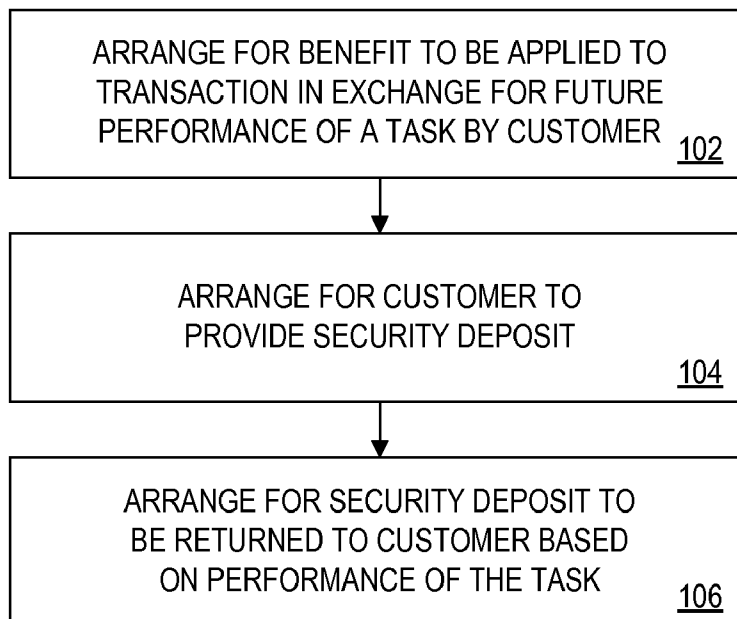 ARRANGE FOR BENEFIT TO BE APPLIED TO
TRANSACTION IN EXCHANGE FOR FUTURE
PERFORMANCE OF A TASK BY CUSTOMER
102
ARRANGE FOR CUSTOMER TO
PROVIDE SECURITY DEPOSIT
104
ARRANGE FOR SECURITY DEPOSIT TO
BE RETURNED TO CUSTOMER BASED
ON PERFORMANCE OF THE TASK
106